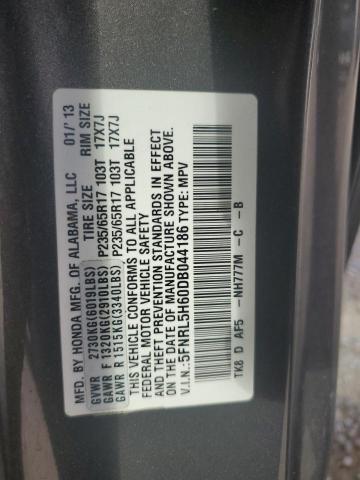 MFD. BY HONDA MFG. OF ALABAMA, LLC 01/'13
GVWR 2730KG(6019LBS) TIRE SIZE RIM SIZE
GAWR F 1320KG(2910LBS) P235/65R17 103T 17X7J
GAWR R 1515KG(3340LBS) P235/65R17 103T 17X7J
THIS VEHICLE CONFORMS TO ALL APPLICABLE
FEDERAL MOTOR VEHICLE SAFETY
AND THEFT PREVENTION STANDARDS IN EFFECT
ON THE DATE OF MANUFACTURE SHOWN ABOVE.
V.I.N.: 5FNRL5H60DB044186 TYPE: MPV
TK8 D AF5 -NH777M -C -B